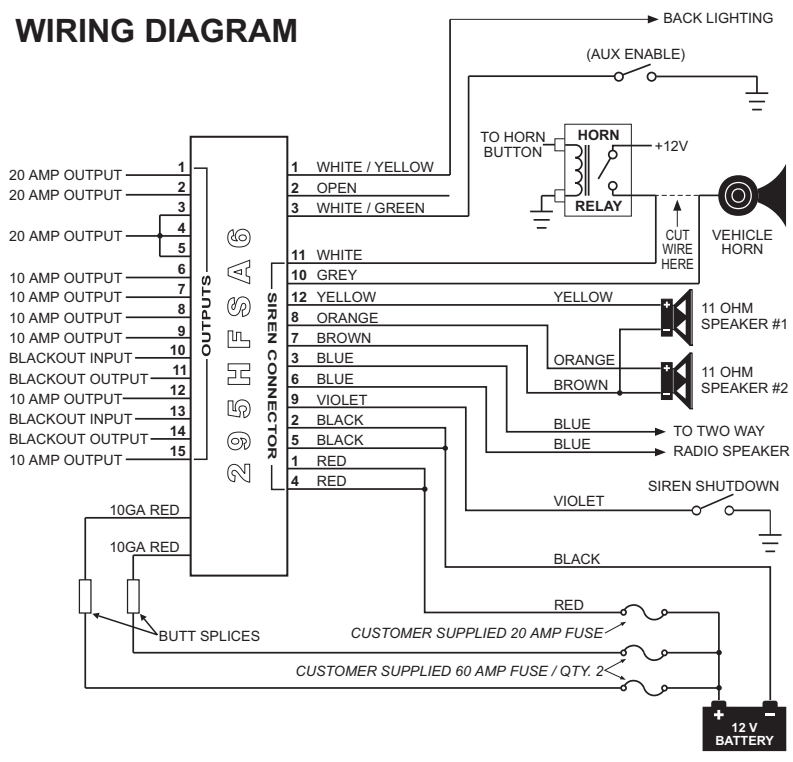 WIRING DIAGRAM
BACK LIGHTING
(AUX ENABLE)
TO HORN
BUTTON
HORN
RELAY
+12V
CUT
WIRE
HERE
VEHICLE
HORN
20 AMP OUTPUT 1
20 AMP OUTPUT 2
3
20 AMP OUTPUT 4
5
10 AMP OUTPUT 6
10 AMP OUTPUT 7
10 AMP OUTPUT 8
10 AMP OUTPUT 9
BLACKOUT INPUT 10
BLACKOUT OUTPUT 11
10 AMP OUTPUT 12
BLACKOUT INPUT 13
BLACKOUT OUTPUT 14
10 AMP OUTPUT 15
OUTPUTS
295HFSA6
SIREN CONNECTOR
1 WHITE / YELLOW
2 OPEN
3 WHITE / GREEN
11 WHITE
10 GREY
12 YELLOW
8 ORANGE
7 BROWN
3 BLUE
6 BLUE
9 VIOLET
2 BLACK
5 BLACK
1 RED
4 RED
YELLOW
+
-
11 OHM
SPEAKER #1
ORANGE
BROWN
+
-
11 OHM
SPEAKER #2
BLUE
TO TWO WAY
BLUE
RADIO SPEAKER
SIREN SHUTDOWN
VIOLET
BLACK
RED
10GA RED
10GA RED
BUTT SPLICES
CUSTOMER SUPPLIED 20 AMP FUSE
CUSTOMER SUPPLIED 60 AMP FUSE / QTY. 2
+ -
12 V
BATTERY